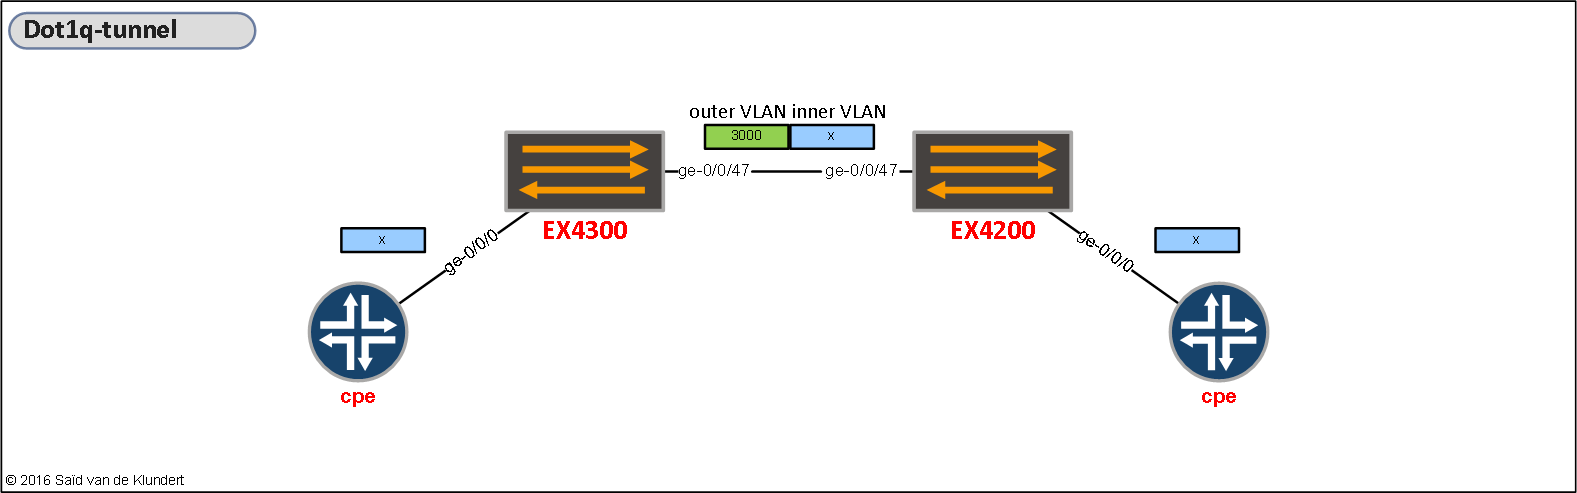 Dot1q-tunnel
outer VLAN inner VLAN
3000 x
ge-0/0/47 ge-0/0/47
EX4300 EX4200
x ge-0/0/0 ge-0/0/0 x
cpe cpe
© 2016 Saïd van de Klundert